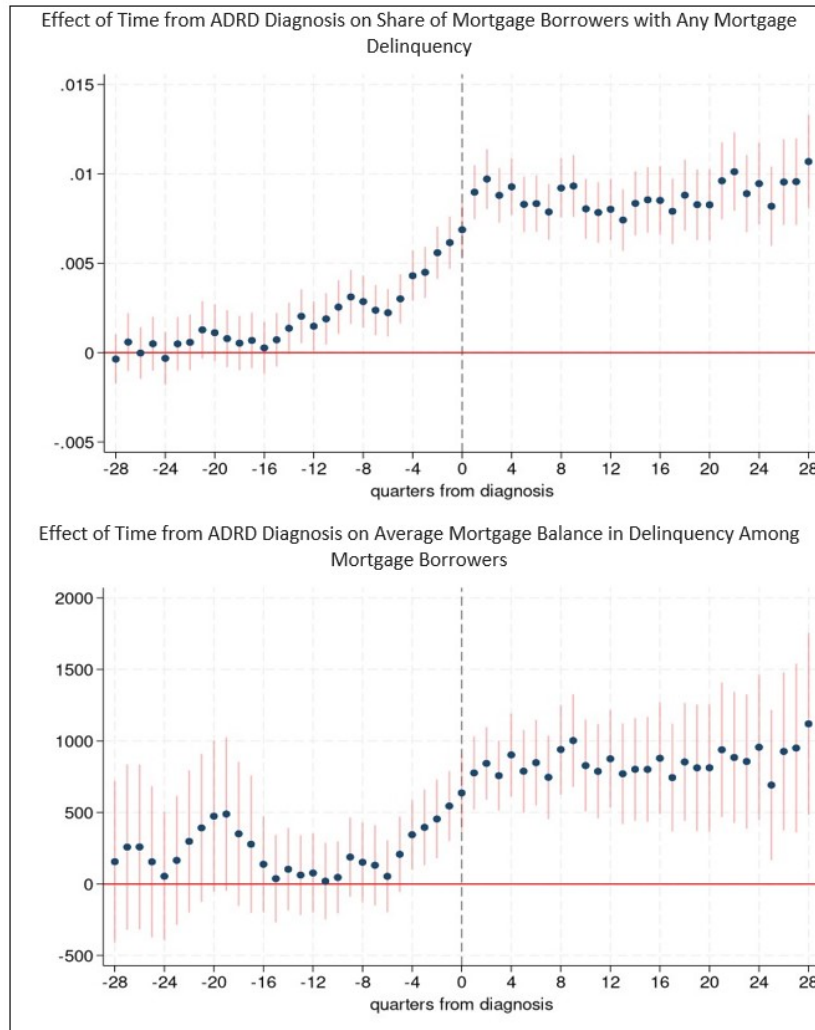 Effect of Time from ADRD Diagnosis on Share of Mortgage Borrowers with Any Mortgage
Delinquency
.015
.01
.005
0
-.005
-28 -24 -20 -16 -12 -8 -4 0 4 8 12 16 20 24 28
quarters from diagnosis
Effect of Time from ADRD Diagnosis on Average Mortgage Balance in Delinquency Among
Mortgage Borrowers
2000
1500
1000
500
0
-500
-28 -24 -20 -16 -12 -8 -4 0 4 8 12 16 20 24 28
quarters from diagnosis